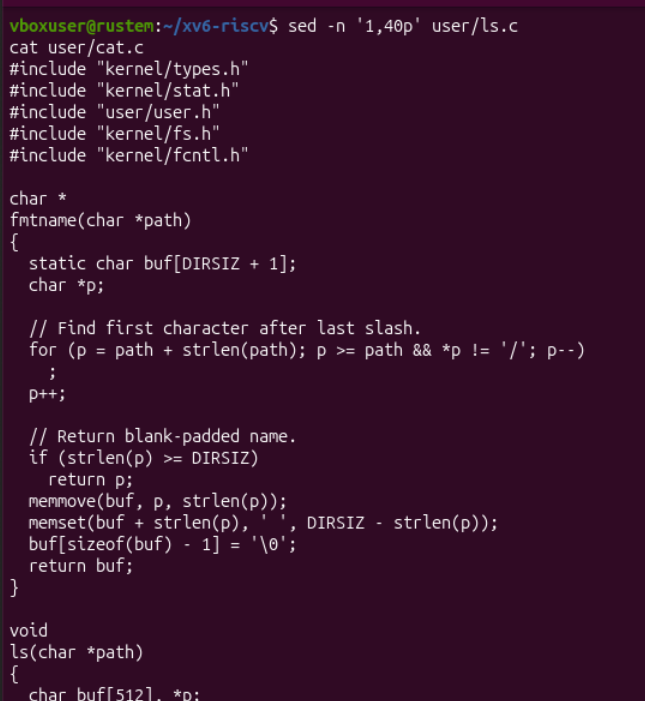 vboxuser@rustem:~/xv6-riscv$ sed -n '1,40p' user/ls.c
cat user/cat.c
#include "kernel/types.h"
#include "kernel/stat.h"
#include "user/user.h"
#include "kernel/fs.h"
#include "kernel/fcntl.h"

char *
fmtname(char *path)
{
  static char buf[DIRSIZ + 1];
  char *p;

  // Find first character after last slash.
  for (p = path + strlen(path); p >= path && *p != '/'; p--)
    ;
  p++;

  // Return blank-padded name.
  if (strlen(p) >= DIRSIZ)
    return p;
  memmove(buf, p, strlen(p));
  memset(buf + strlen(p), ' ', DIRSIZ - strlen(p));
  buf[sizeof(buf) - 1] = '\0';
  return buf;
}

void
ls(char *path)
{
  char buf[512], *p;